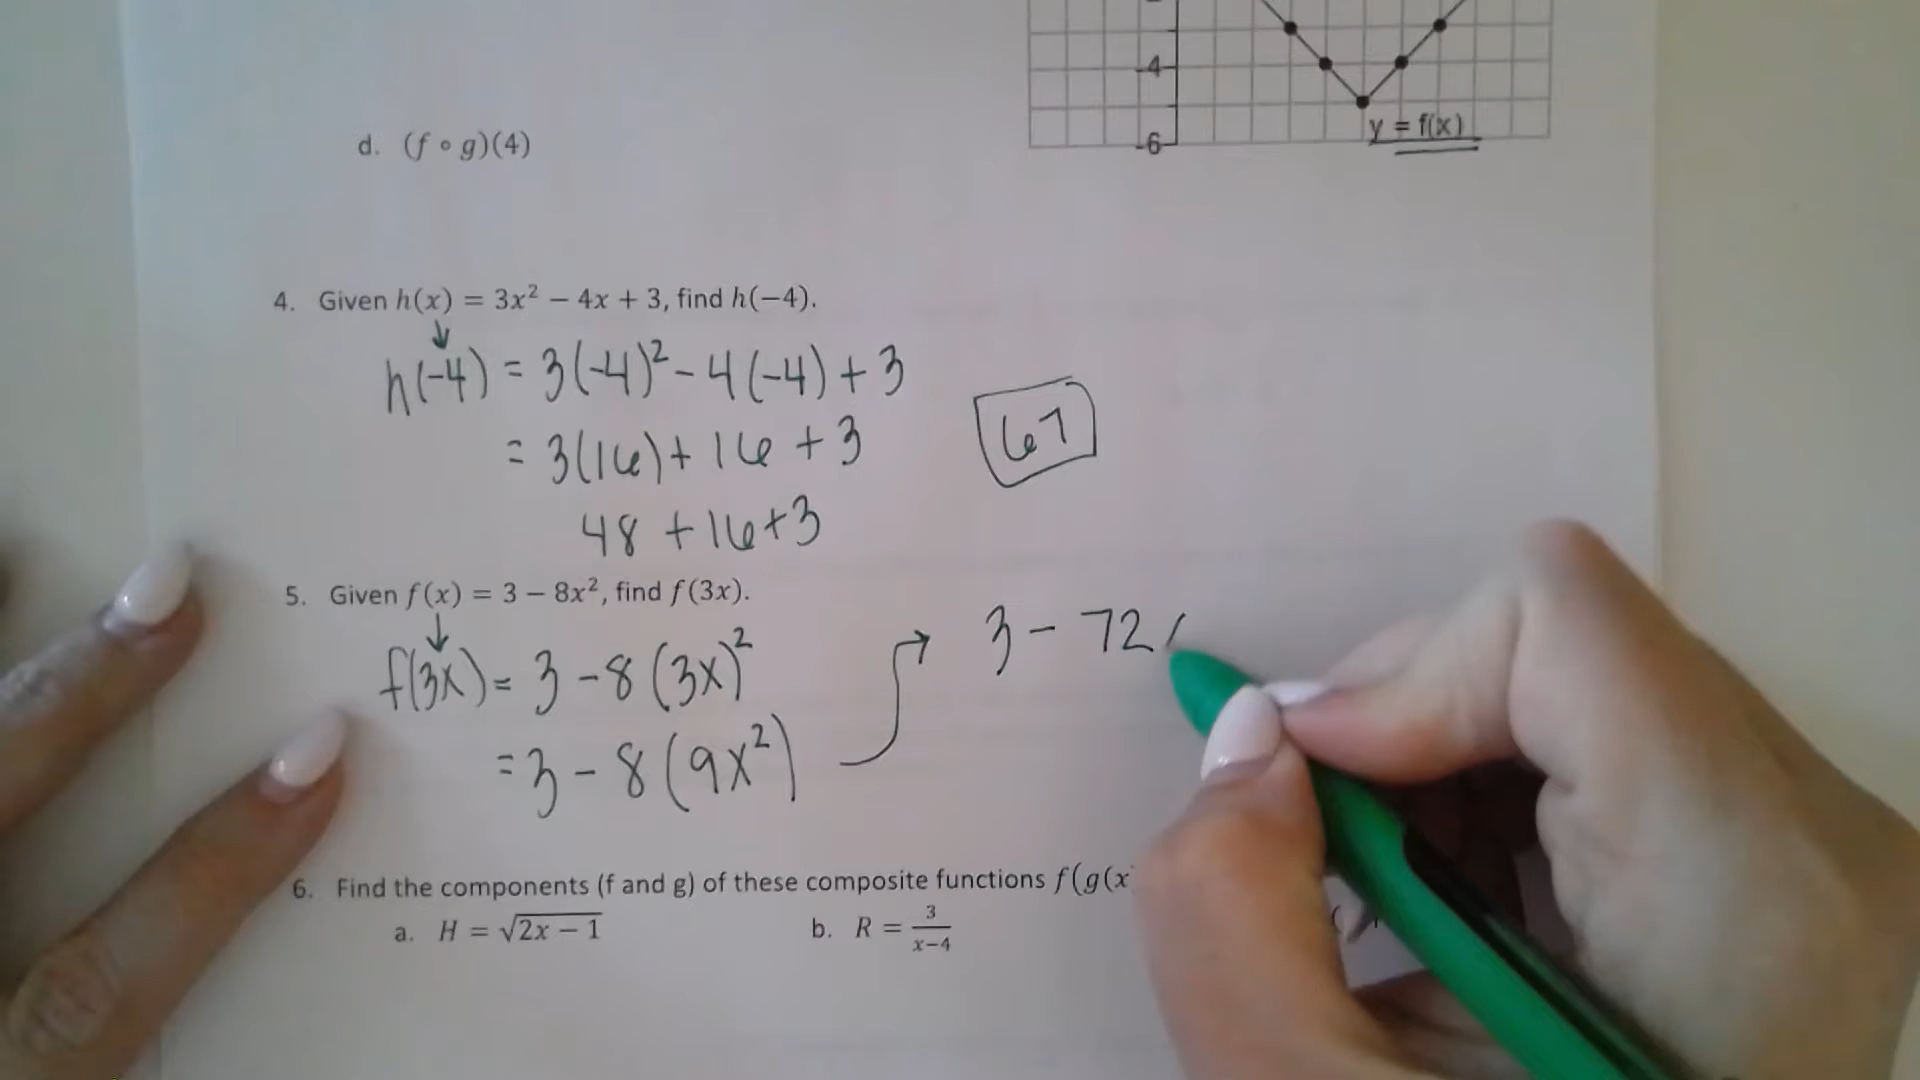 -4
y = f(x)
-6
d. (f ∘ g)(4)
4. Given h(x) = 3x² − 4x + 3, find h(−4).
h(-4) = 3(-4)² - 4(-4) + 3
= 3(16) + 16 + 3
67
48 + 16 + 3
5. Given f(x) = 3 − 8x², find f(3x).
f(3x) = 3 - 8(3x)²
3 - 72
= 3 - 8(9x²)
6. Find the components (f and g) of these composite functions f(g(x
a. H = √2x − 1
b. R = 3/x−4